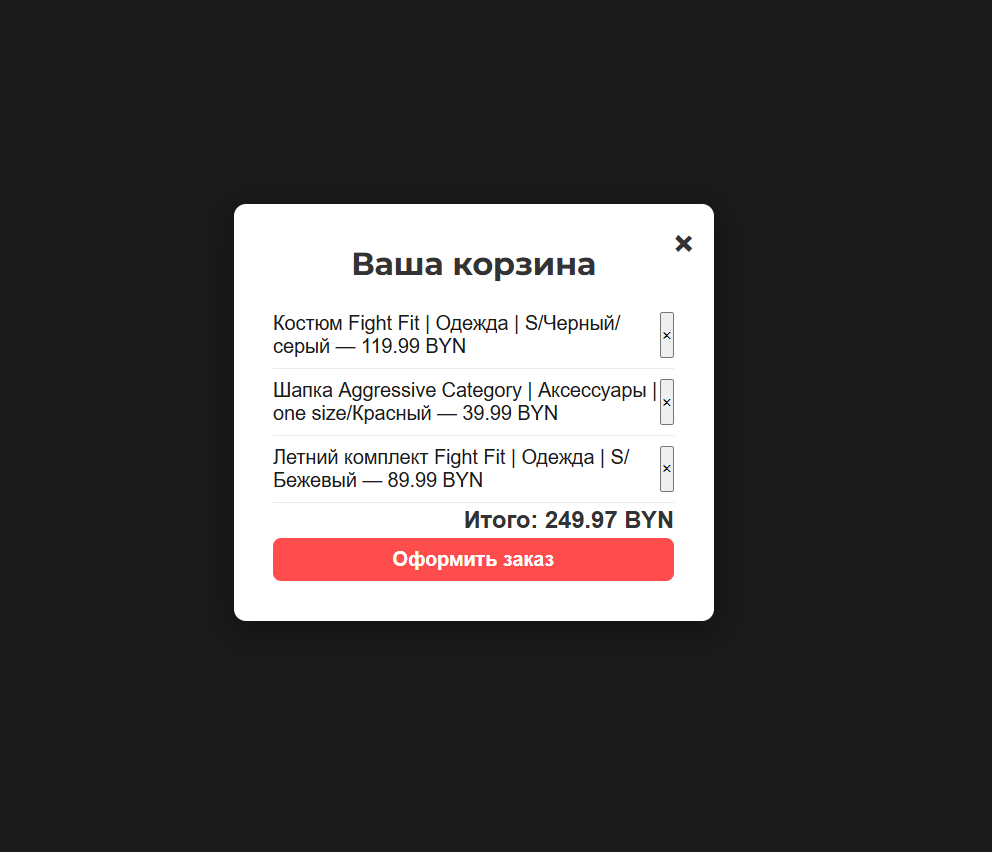 Ваша корзина
×
Костюм Fight Fit | Одежда | S/Черный/
серый — 119.99 BYN
×
Шапка Aggressive Category | Аксессуары |
one size/Красный — 39.99 BYN
×
Летний комплект Fight Fit | Одежда | S/
Бежевый — 89.99 BYN
×
Итого: 249.97 BYN
Оформить заказ